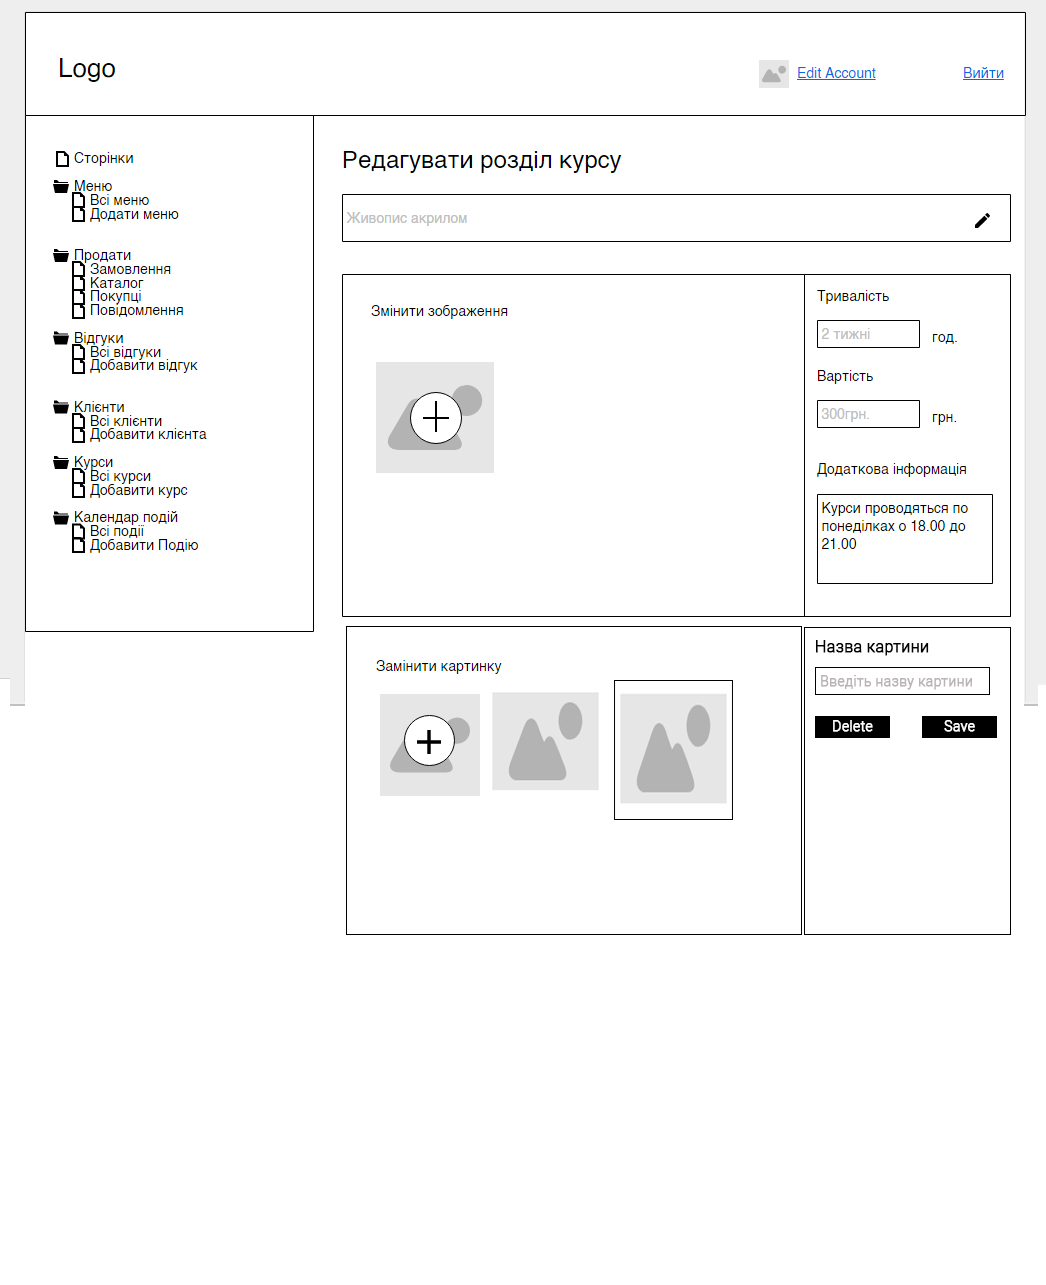 Logo
Edit Account
Вийти
Сторінки
Меню
Всі меню
Додати меню
Продати
Замовлення
Каталог
Покупці
Повідомлення
Відгуки
Всі відгуки
Добавити відгук
Клієнти
Всі клієнти
Добавити клієнта
Курси
Всі курси
Добавити курс
Календар подій
Всі події
Добавити Подію
Редагувати розділ курсу
Живопис акрилом
Змінити зображення
Тривалість
2 тижні
год.
Вартість
300грн.
грн.
Додаткова інформація
Курси проводяться по
понеділках о 18.00 до
21.00
Замінити картинку
Назва картини
Введіть назву картини
Delete
Save